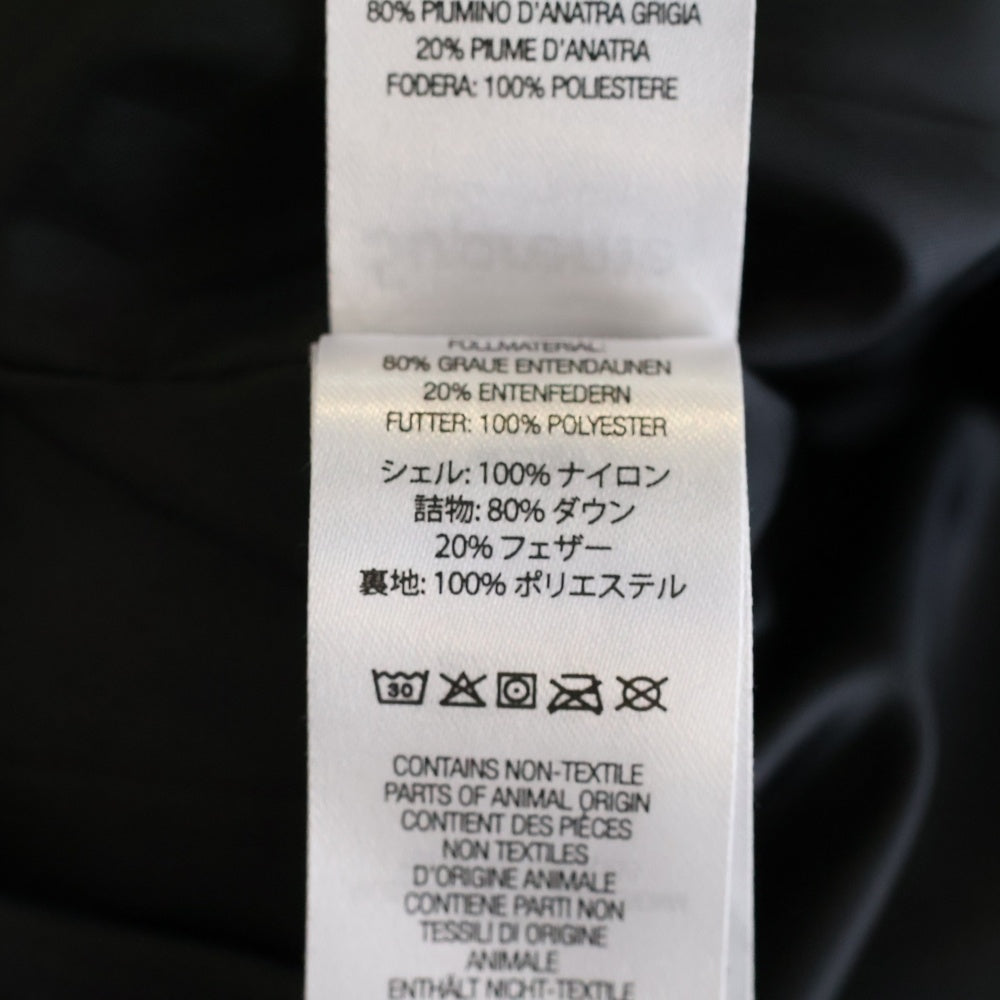 80% PIUMINO D'ANATRA GRIGIA
20% PIUME D'ANATRA
FODERA: 100% POLIESTERE
FÜLLMATERIAL:
80% GRAUE ENTENDAUNEN
20% ENTENFEDERN
FUTTER: 100% POLYESTER
シェル: 100% ナイロン
詰物: 80% ダウン
20% フェザー
裏地: 100% ポリエステル
30
CONTAINS NON-TEXTILE
PARTS OF ANIMAL ORIGIN
CONTIENT DES PIÈCES
NON TEXTILES
D'ORIGINE ANIMALE
CONTIENE PARTI NON
TESSILI DI ORIGINE
ANIMALE
ENTHÄLT NICHT-TEXTILE